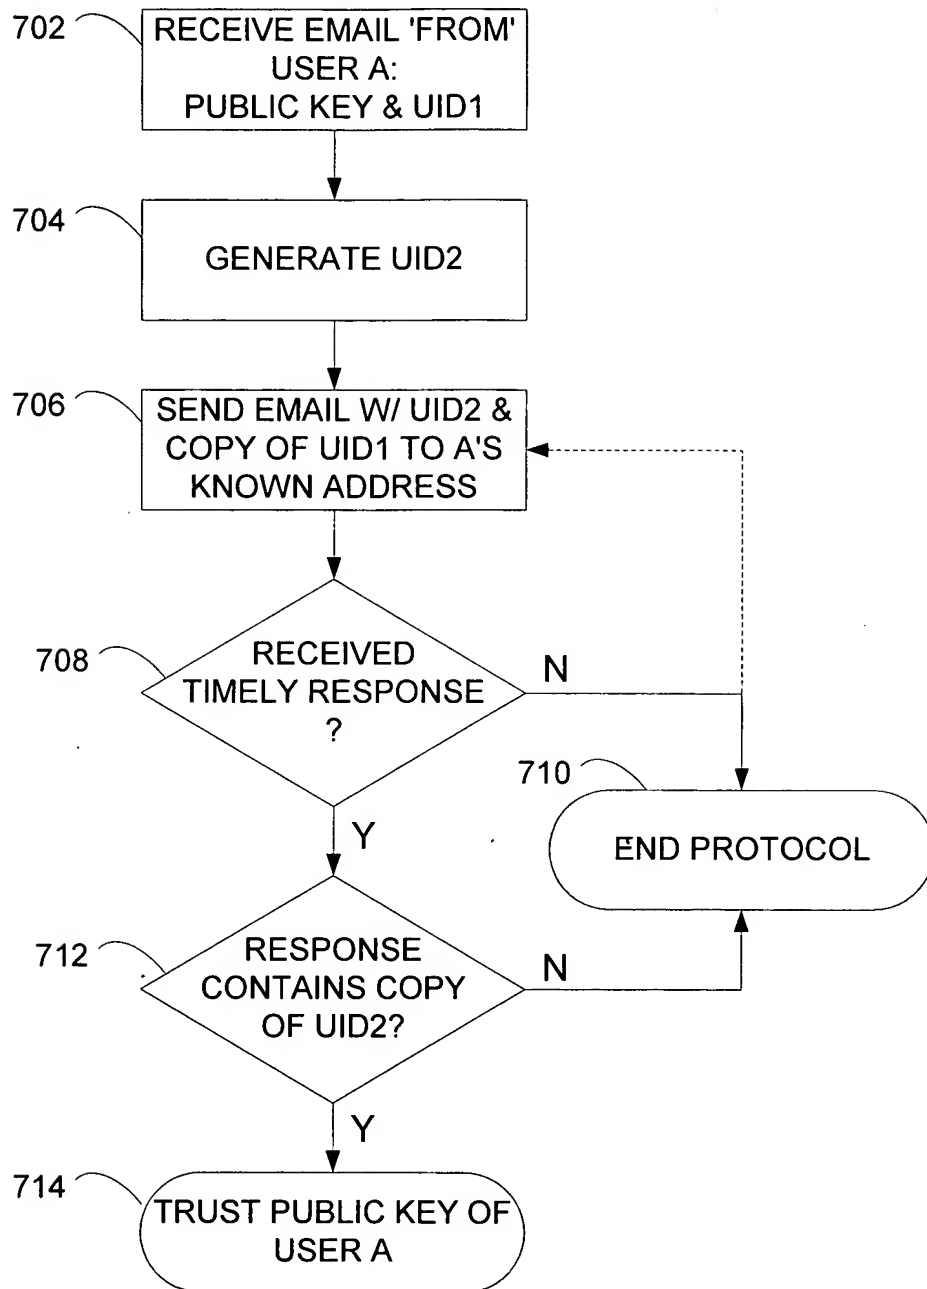 702
RECEIVE EMAIL 'FROM'
USER A:
PUBLIC KEY & UID1
704
GENERATE UID2
706
SEND EMAIL W/ UID2 &
COPY OF UID1 TO A'S
KNOWN ADDRESS
708
RECEIVED
TIMELY RESPONSE
?
N
Y
710
END PROTOCOL
712
RESPONSE
CONTAINS COPY
OF UID2?
N
Y
714
TRUST PUBLIC KEY OF
USER A